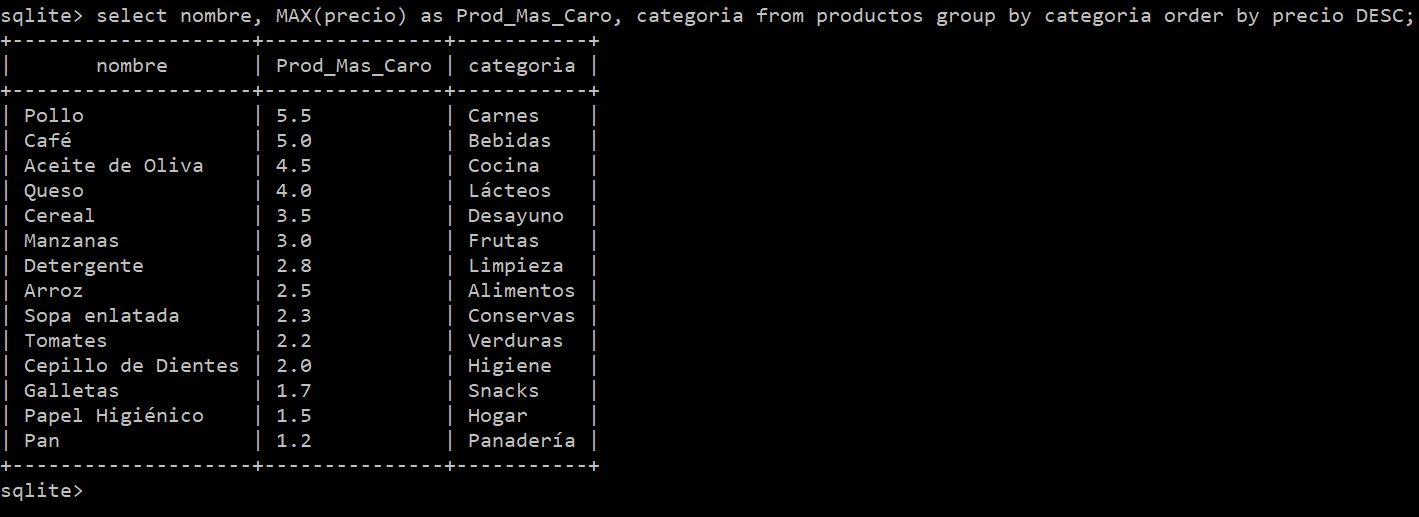 sqlite> select nombre, MAX(precio) as Prod_Mas_Caro, categoria from productos group by categoria order by precio DESC;
+--------------------+---------------+-----------+
|       nombre       | Prod_Mas_Caro | categoria |
+--------------------+---------------+-----------+
| Pollo              | 5.5           | Carnes    |
| Café               | 5.0           | Bebidas   |
| Aceite de Oliva    | 4.5           | Cocina    |
| Queso              | 4.0           | Lácteos   |
| Cereal             | 3.5           | Desayuno  |
| Manzanas           | 3.0           | Frutas    |
| Detergente         | 2.8           | Limpieza  |
| Arroz              | 2.5           | Alimentos |
| Sopa enlatada      | 2.3           | Conservas |
| Tomates            | 2.2           | Verduras  |
| Cepillo de Dientes | 2.0           | Higiene   |
| Galletas           | 1.7           | Snacks    |
| Papel Higiénico    | 1.5           | Hogar     |
| Pan                | 1.2           | Panadería |
+--------------------+---------------+-----------+
sqlite>